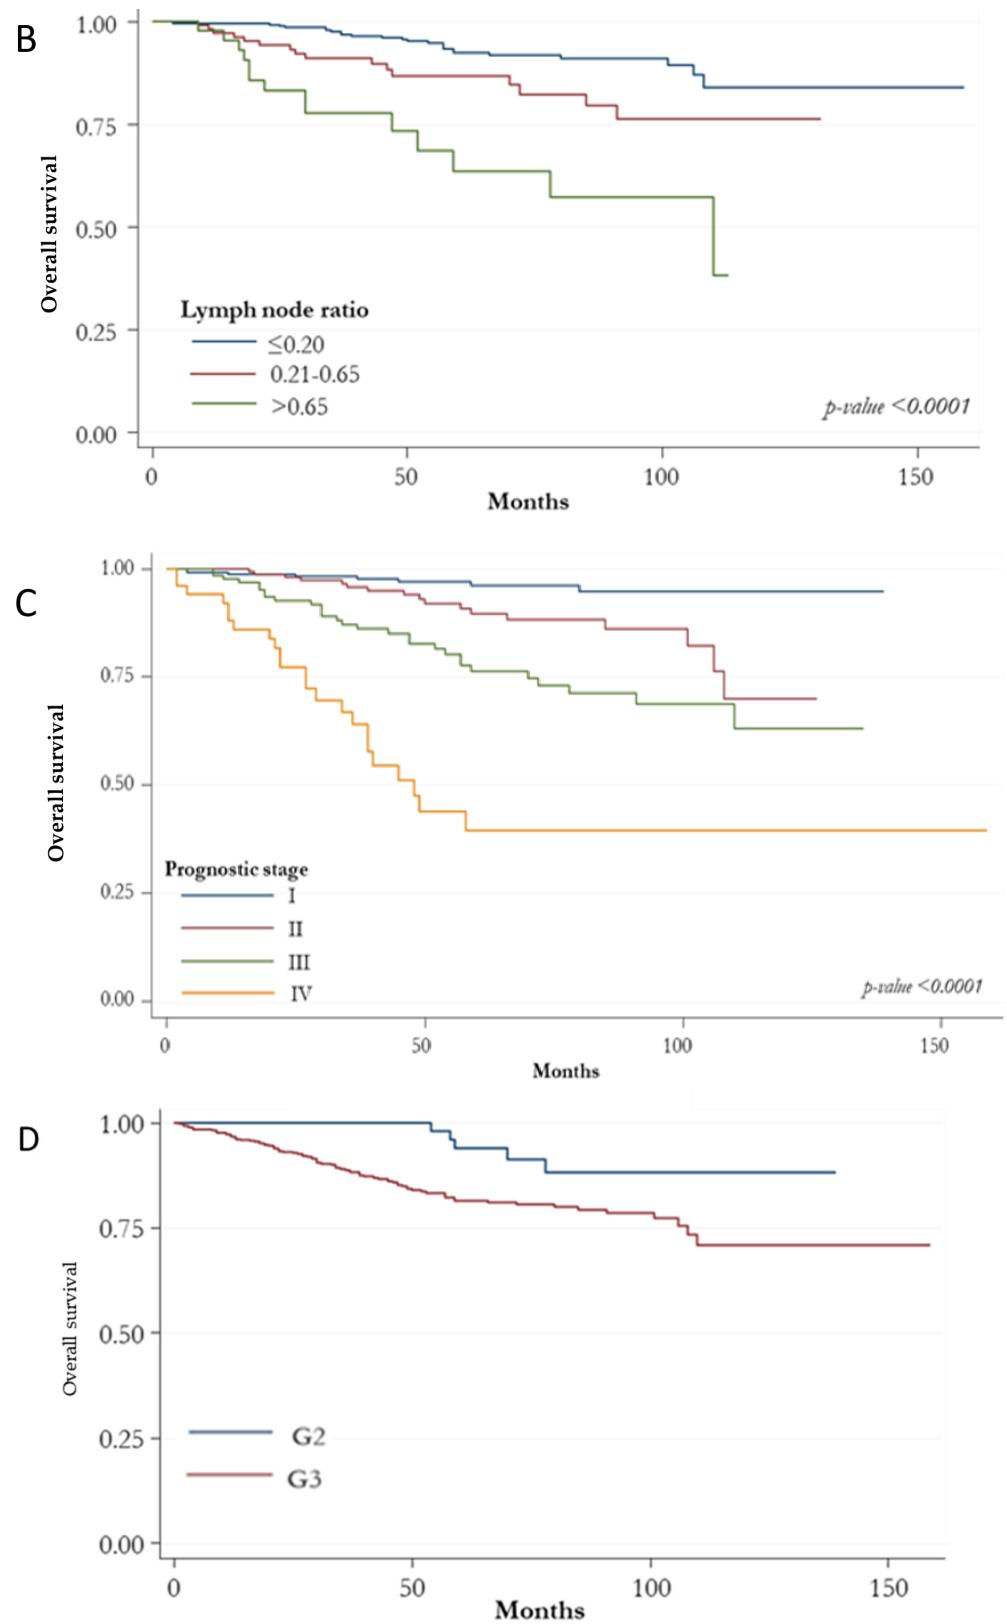 B
1.00
0.75
0.50
0.25
0.00
Overall survival
Lymph node ratio
≤0.20
0.21-0.65
>0.65
p-value <0.0001
0 50 100 150
Months
C
1.00
0.75
0.50
0.25
0.00
Overall survival
Prognostic stage
I
II
III
IV
p-value <0.0001
0 50 100 150
Months
D
1.00
0.75
0.50
0.25
0.00
Overall survival
G2
G3
0 50 100 150
Months